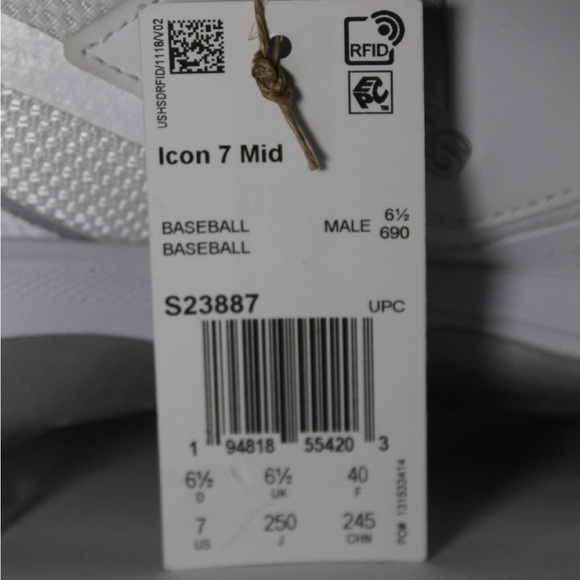 USHSDRFID/1118/V02
RFID
EPC
Icon 7 Mid
BASEBALL MALE 6½
BASEBALL 690
S23887 UPC
1 94818 55420 3
6½ 6½ 40
D UK F
7 250 245
US J CHN
PO# 131533414